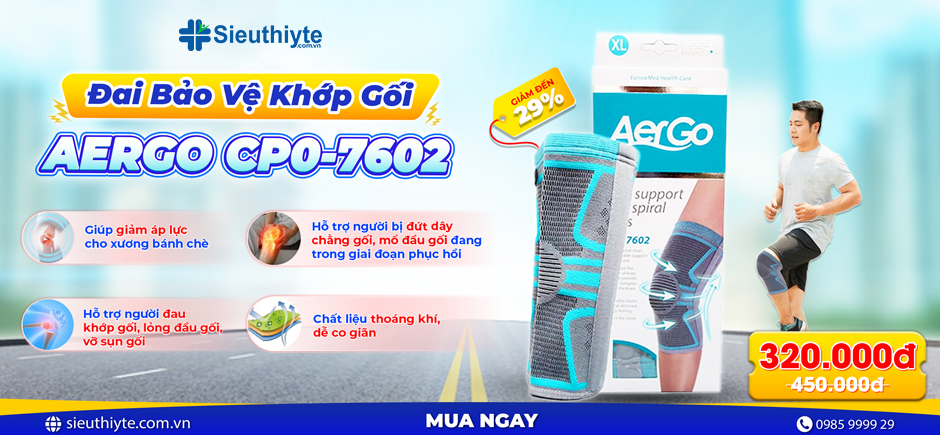 Sieuthiyte
.com.vn
Đai Bảo Vệ Khớp Gối
AERGO CP0-7602
Giúp giảm áp lực
cho xương bánh chè
Hỗ trợ người bị đứt dây
chằng gối, mổ đầu gối đang
trong giai đoạn phục hồi
Hỗ trợ người đau
khớp gối, lỏng đầu gối,
vỡ sụn gối
Chất liệu thoáng khí,
dễ co giãn
GIẢM ĐẾN
29%
XL
EuroaMed Health Care
AerGo
support
spiral
7602
320.000đ
450.000đ
sieuthiyte.com.vn
MUA NGAY
0985 9999 29